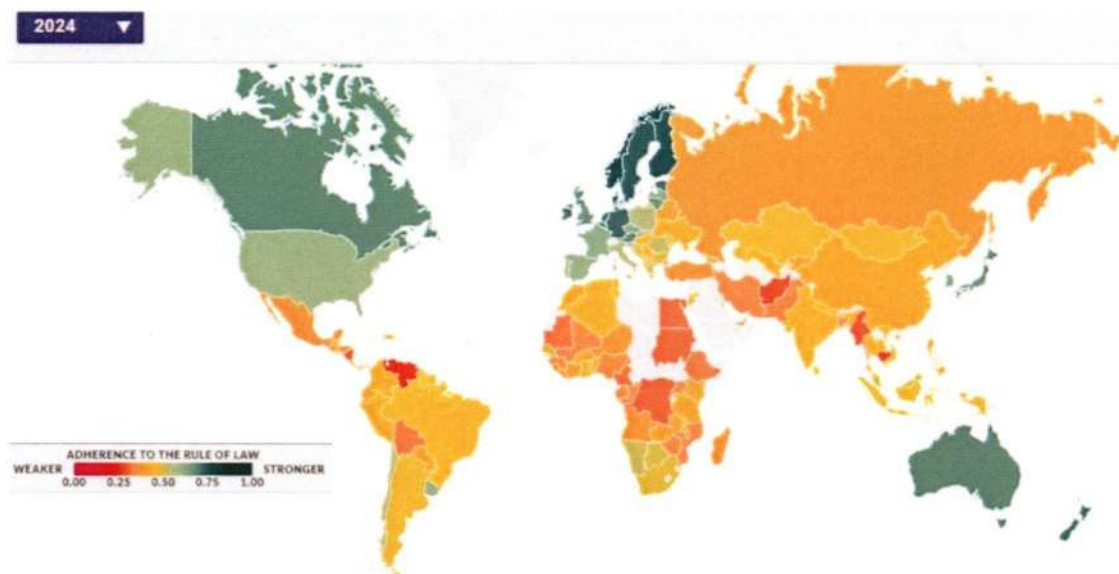 2024
ADHERENCE TO THE RULE OF LAW
WEAKER STRONGER
0.00 0.25 0.50 0.75 1.00